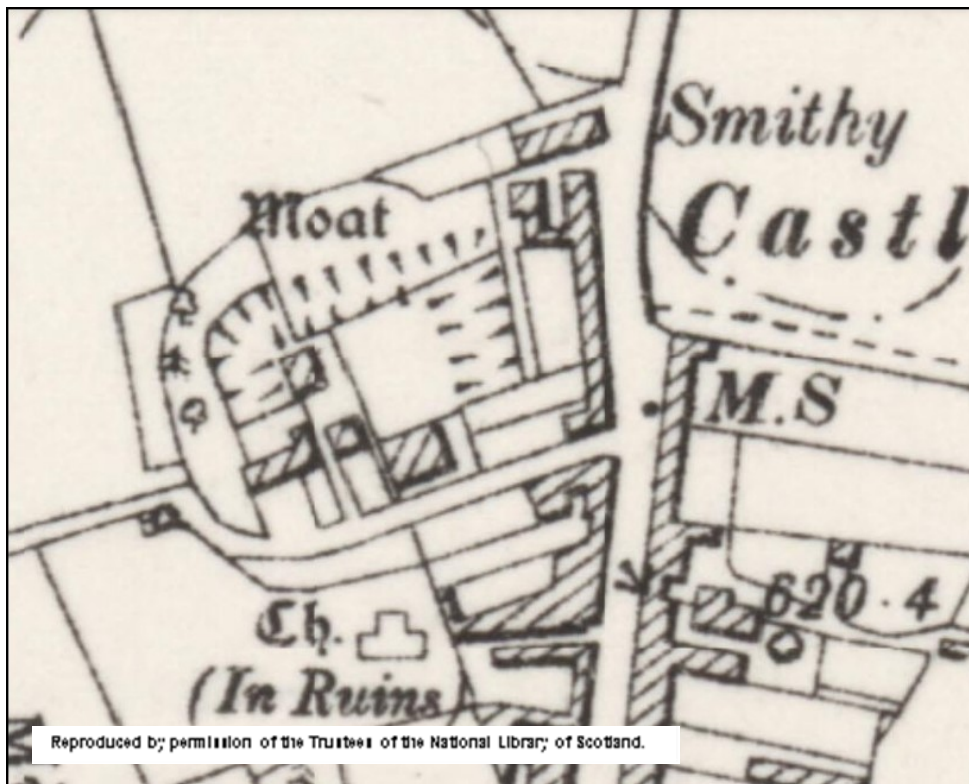 Smithy
Moat
Castl
M.S
620.4
Ch.
(In Ruins
Reproduced by permission of the Trustees of the National Library of Scotland.